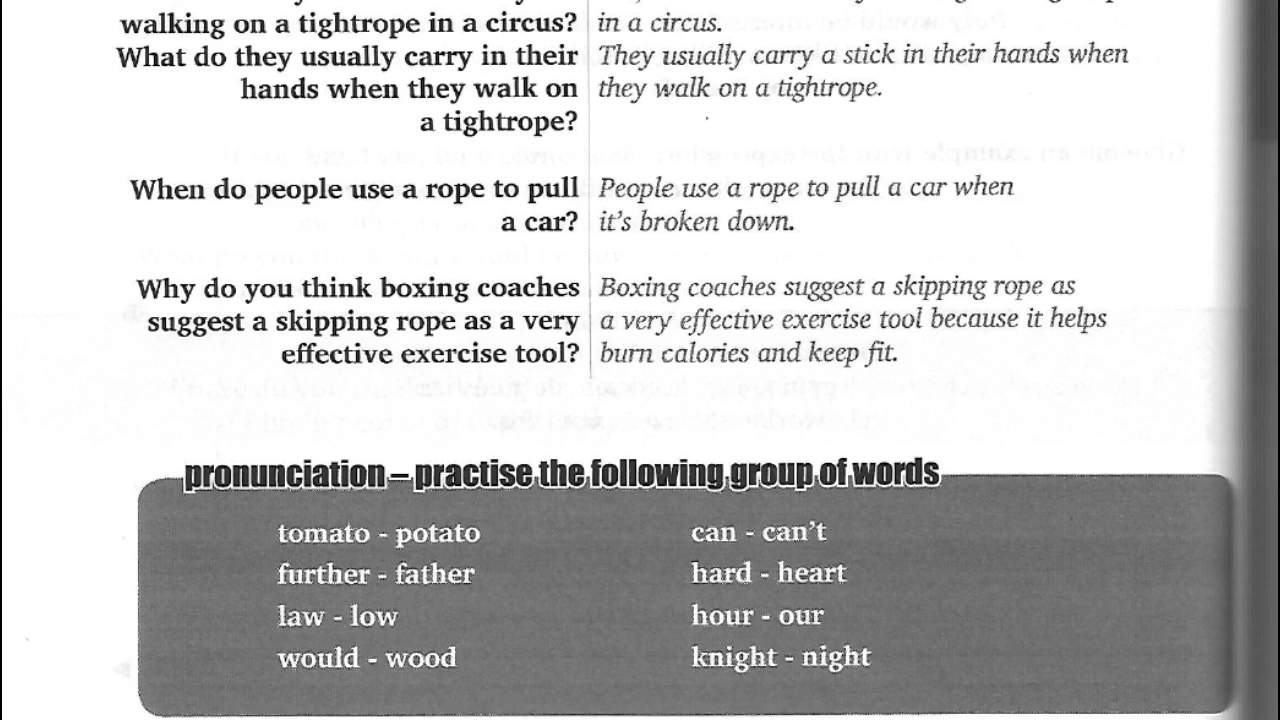 walking on a tightrope in a circus?
in a circus.
What do they usually carry in their
hands when they walk on
a tightrope?
They usually carry a stick in their hands when
they walk on a tightrope.
When do people use a rope to pull
a car?
People use a rope to pull a car when
it's broken down.
Why do you think boxing coaches
suggest a skipping rope as a very
effective exercise tool?
Boxing coaches suggest a skipping rope as
a very effective exercise tool because it helps
burn calories and keep fit.
pronunciation – practise the following group of words
tomato - potato
further - father
law - low
would - wood
can - can't
hard - heart
hour - our
knight - night